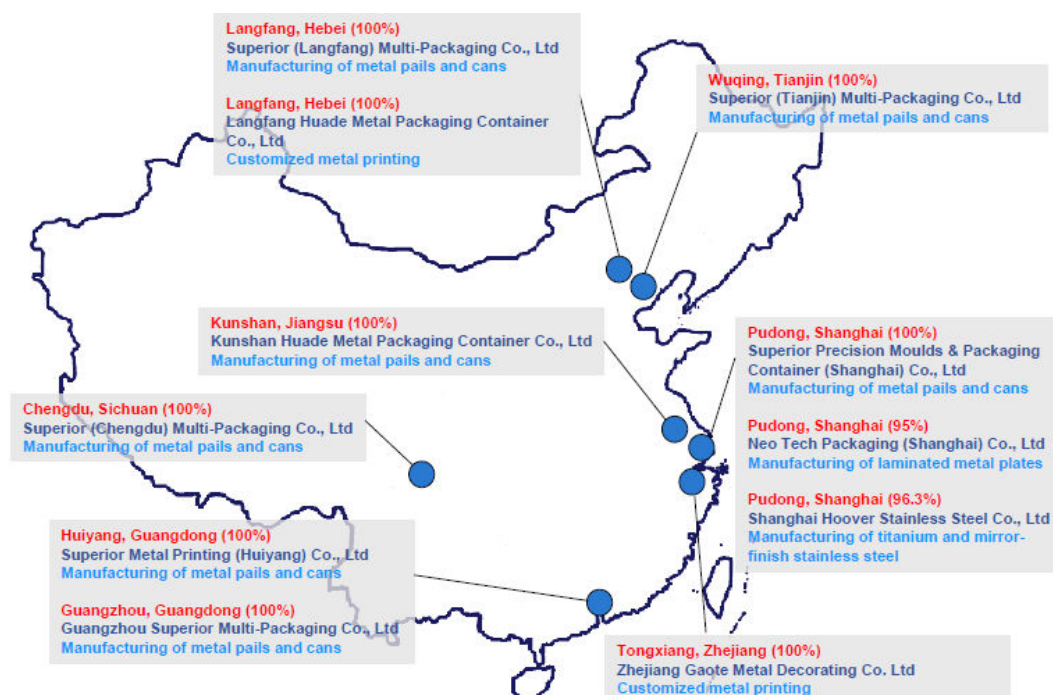 Langfang, Hebei (100%)
Superior (Langfang) Multi-Packaging Co., Ltd
Manufacturing of metal pails and cans
Langfang, Hebei (100%)
Langfang Huade Metal Packaging Container
Co., Ltd
Customized metal printing
Wuqing, Tianjin (100%)
Superior (Tianjin) Multi-Packaging Co., Ltd
Manufacturing of metal pails and cans
Kunshan, Jiangsu (100%)
Kunshan Huade Metal Packaging Container Co., Ltd
Manufacturing of metal pails and cans
Pudong, Shanghai (100%)
Superior Precision Moulds & Packaging
Container (Shanghai) Co., Ltd
Manufacturing of metal pails and cans
Pudong, Shanghai (95%)
Neo Tech Packaging (Shanghai) Co., Ltd
Manufacturing of laminated metal plates
Pudong, Shanghai (96.3%)
Shanghai Hoover Stainless Steel Co., Ltd
Manufacturing of titanium and mirror-
finish stainless steel
Chengdu, Sichuan (100%)
Superior (Chengdu) Multi-Packaging Co., Ltd
Manufacturing of metal pails and cans
Huiyang, Guangdong (100%)
Superior Metal Printing (Huiyang) Co., Ltd
Manufacturing of metal pails and cans
Guangzhou, Guangdong (100%)
Guangzhou Superior Multi-Packaging Co., Ltd
Manufacturing of metal pails and cans
Tongxiang, Zhejiang (100%)
Zhejiang Gaote Metal Decorating Co. Ltd
Customized metal printing